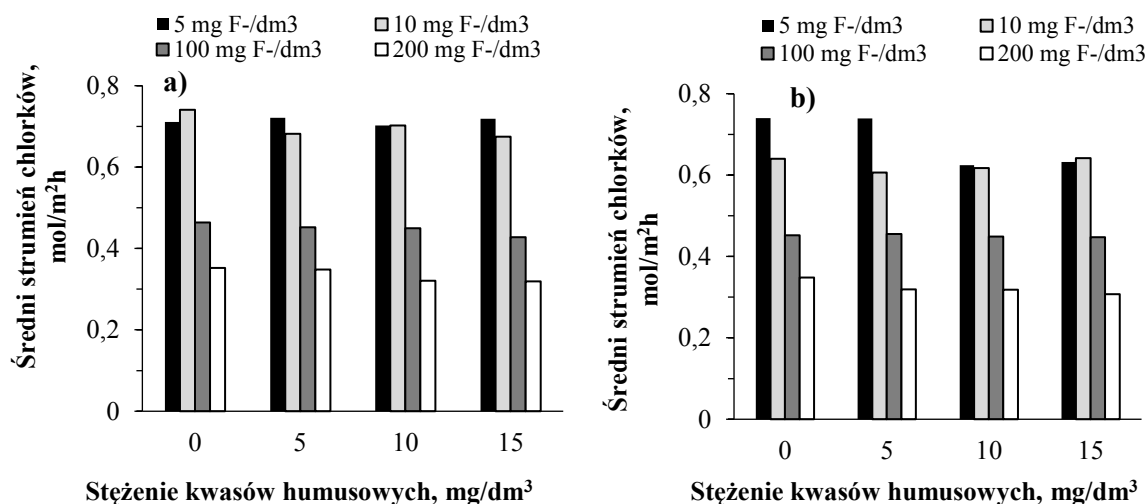 5 mg F-/dm3 10 mg F-/dm3
100 mg F-/dm3 200 mg F-/dm3
a)
Średni strumień chlorków,
mol/m²h
0,8
0,6
0,4
0,2
0
0 5 10 15
Stężenie kwasów humusowych, mg/dm³
5 mg F-/dm3 10 mg F-/dm3
100 mg F-/dm3 200 mg F-/dm3
b)
Średni strumień chlorków,
mol/m²h
0,8
0,6
0,4
0,2
0
0 5 10 15
Stężenie kwasów humusowych, mg/dm³